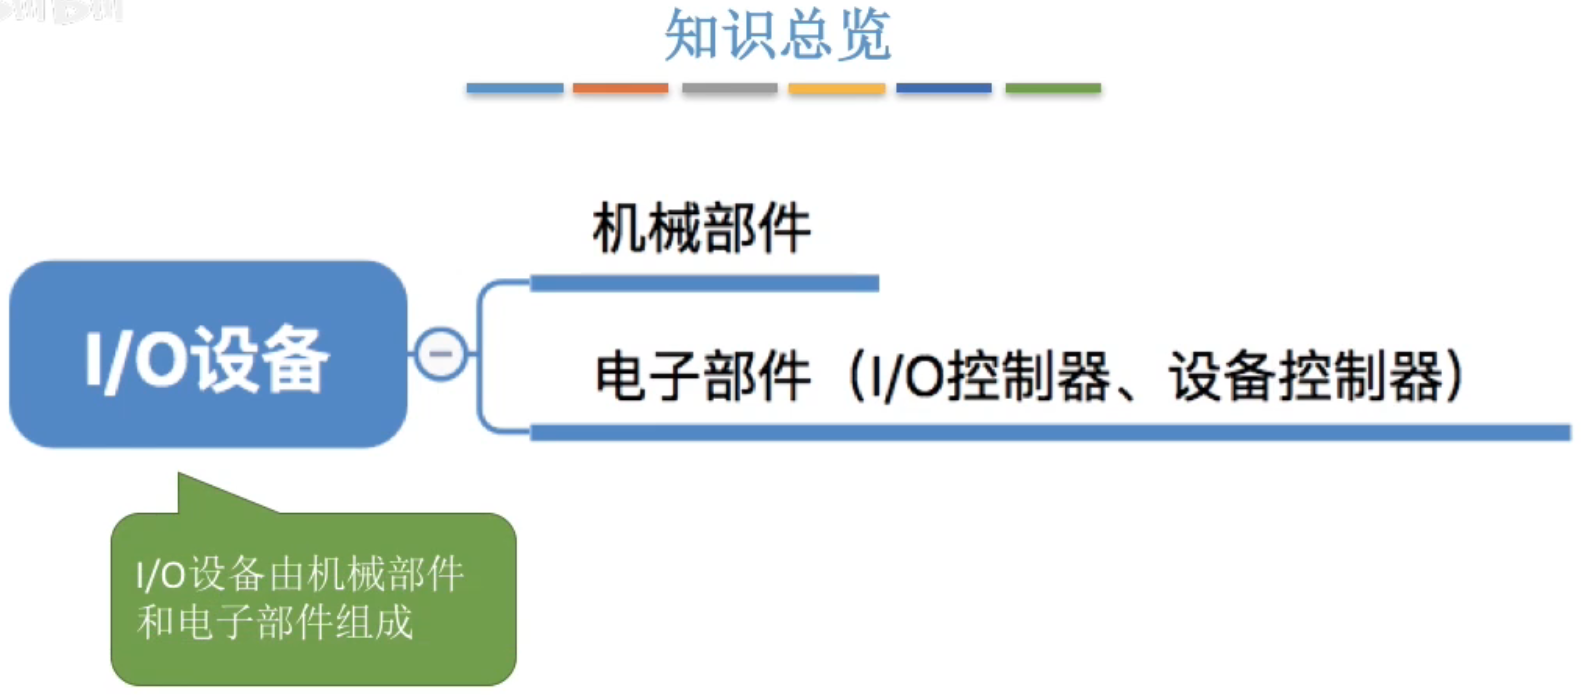 知识总览
机械部件
I/O设备
电子部件（I/O控制器、设备控制器）
I/O设备由机械部件
和电子部件组成